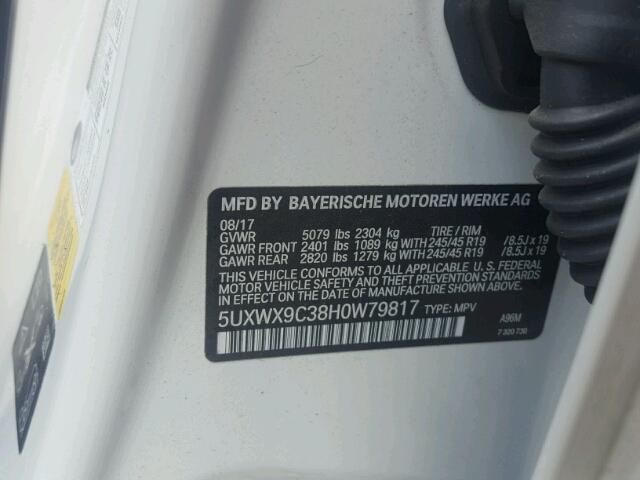 MFD BY BAYERISCHE MOTOREN WERKE AG
08/17
GVWR 5079 lbs 2304 kg TIRE / RIM
GAWR FRONT 2401 lbs 1089 kg WITH 245/45 R19 /8.5J x 19
GAWR REAR 2820 lbs 1279 kg WITH 245/45 R19 /8.5J x 19
THIS VEHICLE CONFORMS TO ALL APPLICABLE U.S. FEDERAL
MOTOR VEHICLE SAFETY AND THEFT PREVENTION STANDARDS
IN EFFECT ON THE DATE OF MANUFACTURE SHOWN ABOVE.
5UXWX9C38H0W79817 TYPE: MPV
A96M
7 320 730